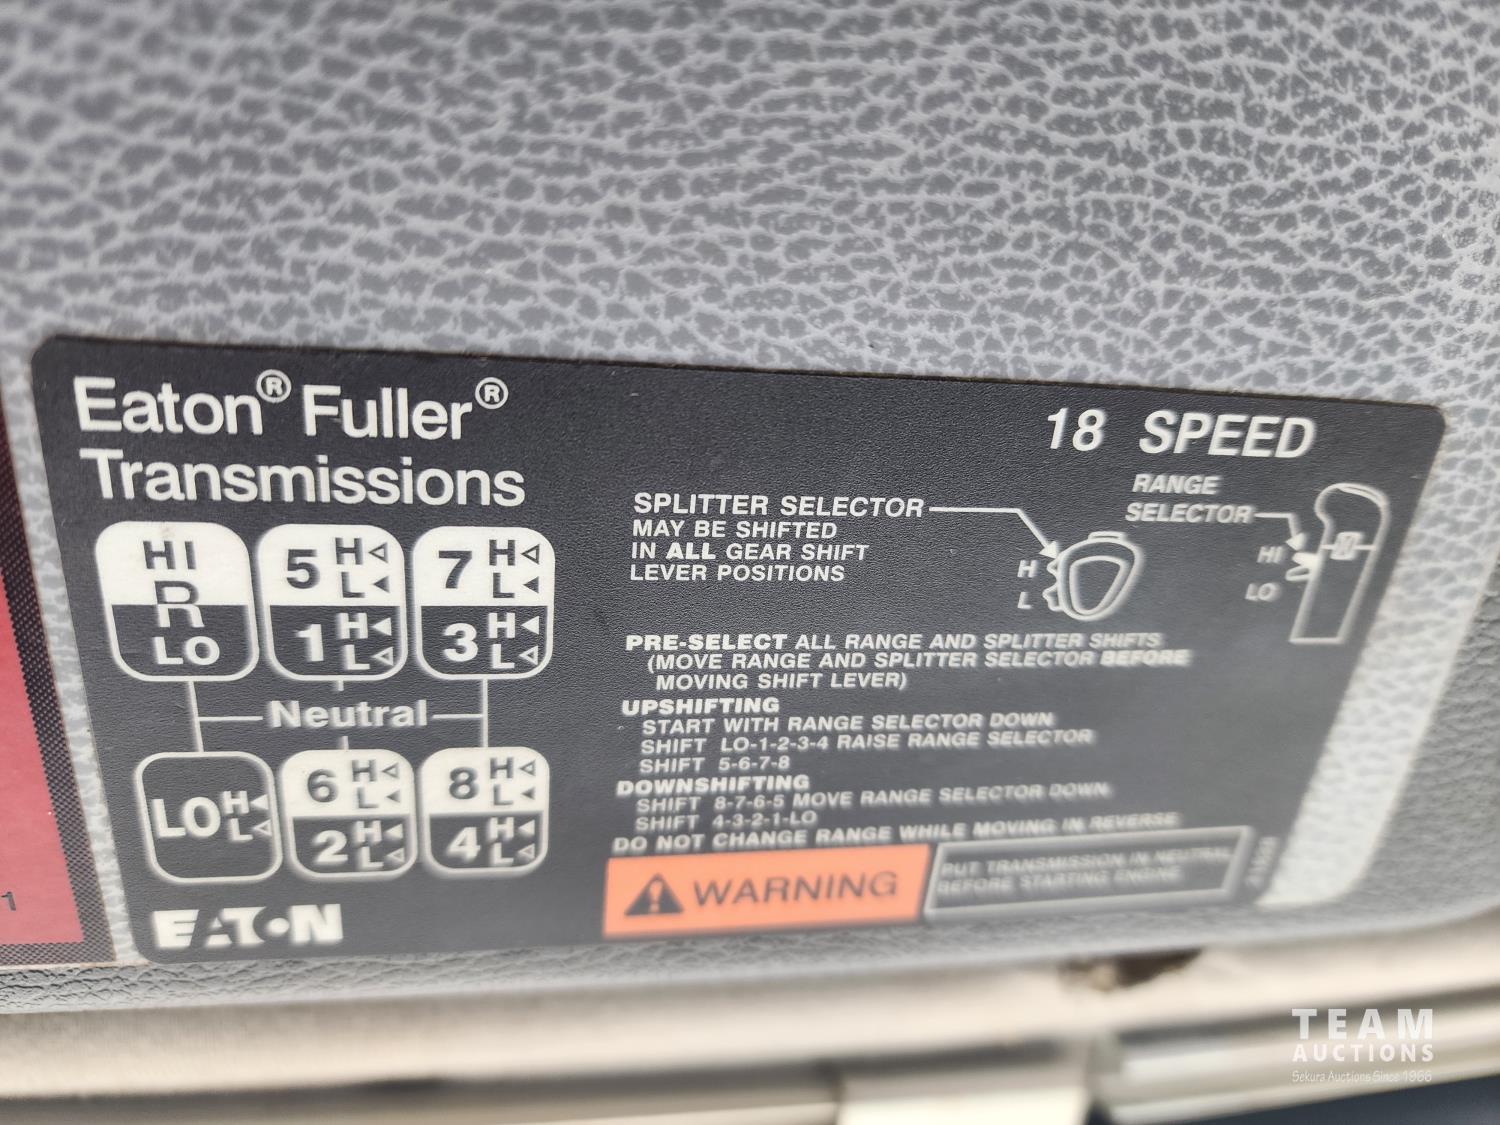 Eaton® Fuller®
Transmissions
18 SPEED
HI
R
LO
5 H L
1 H L
7 H L
3 H L
Neutral
LO H L
6 H L
2 H L
8 H L
4 H L
EATON
SPLITTER SELECTOR
MAY BE SHIFTED
IN ALL GEAR SHIFT
LEVER POSITIONS
H
L
RANGE
SELECTOR
HI
LO
PRE-SELECT ALL RANGE AND SPLITTER SHIFTS
(MOVE RANGE AND SPLITTER SELECTOR BEFORE
MOVING SHIFT LEVER)
UPSHIFTING
START WITH RANGE SELECTOR DOWN
SHIFT LO-1-2-3-4 RAISE RANGE SELECTOR
SHIFT 5-6-7-8
DOWNSHIFTING
SHIFT 8-7-6-5 MOVE RANGE SELECTOR DOWN
SHIFT 4-3-2-1-LO
DO NOT CHANGE RANGE WHILE MOVING IN REVERSE
WARNING
PUT TRANSMISSION IN NEUTRAL
BEFORE STARTING ENGINE
1
TEAM
AUCTIONS
Sekura Auctions Since 1966